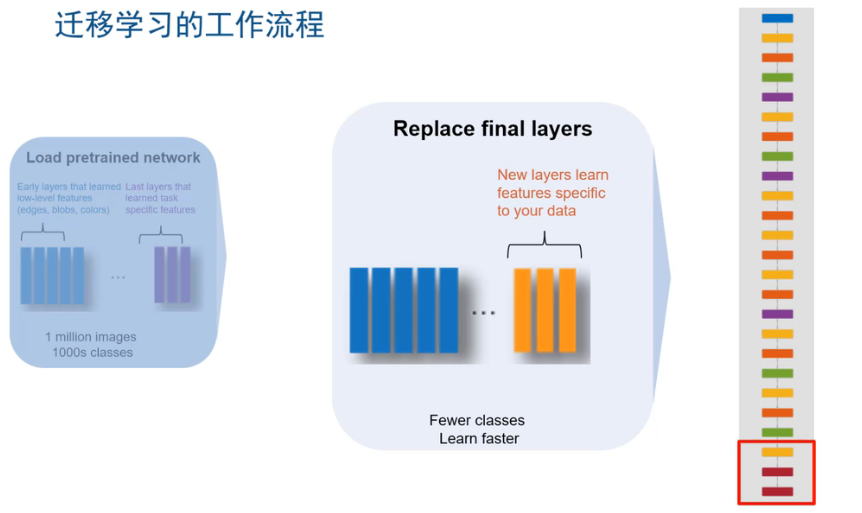 迁移学习的工作流程
Load pretrained network
Early layers that learned
low-level features
(edges, blobs, colors)
Last layers that
learned task
specific features
...
1 million images
1000s classes
Replace final layers
New layers learn
features specific
to your data
...
Fewer classes
Learn faster